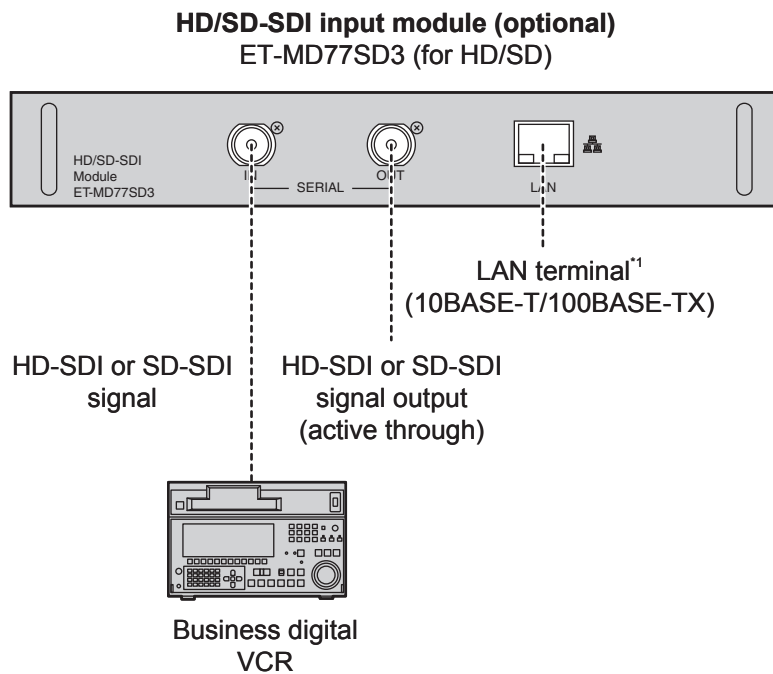 HD/SD-SDI input module (optional)
ET-MD77SD3 (for HD/SD)
HD/SD-SDI
Module
ET-MD77SD3
IN
SERIAL
OUT
LAN
LAN terminal*1
(10BASE-T/100BASE-TX)
HD-SDI or SD-SDI
signal
HD-SDI or SD-SDI
signal output
(active through)
Business digital
VCR